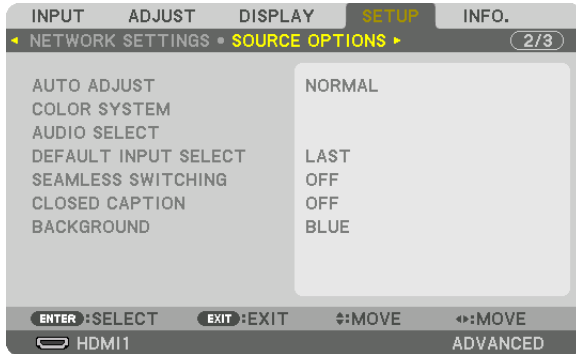 INPUT ADJUST DISPLAY SETUP INFO.
NETWORK SETTINGS • SOURCE OPTIONS 2/3
AUTO ADJUST NORMAL
COLOR SYSTEM
AUDIO SELECT
DEFAULT INPUT SELECT LAST
SEAMLESS SWITCHING OFF
CLOSED CAPTION OFF
BACKGROUND BLUE
ENTER:SELECT EXIT:EXIT :MOVE :MOVE
HDMI1 ADVANCED